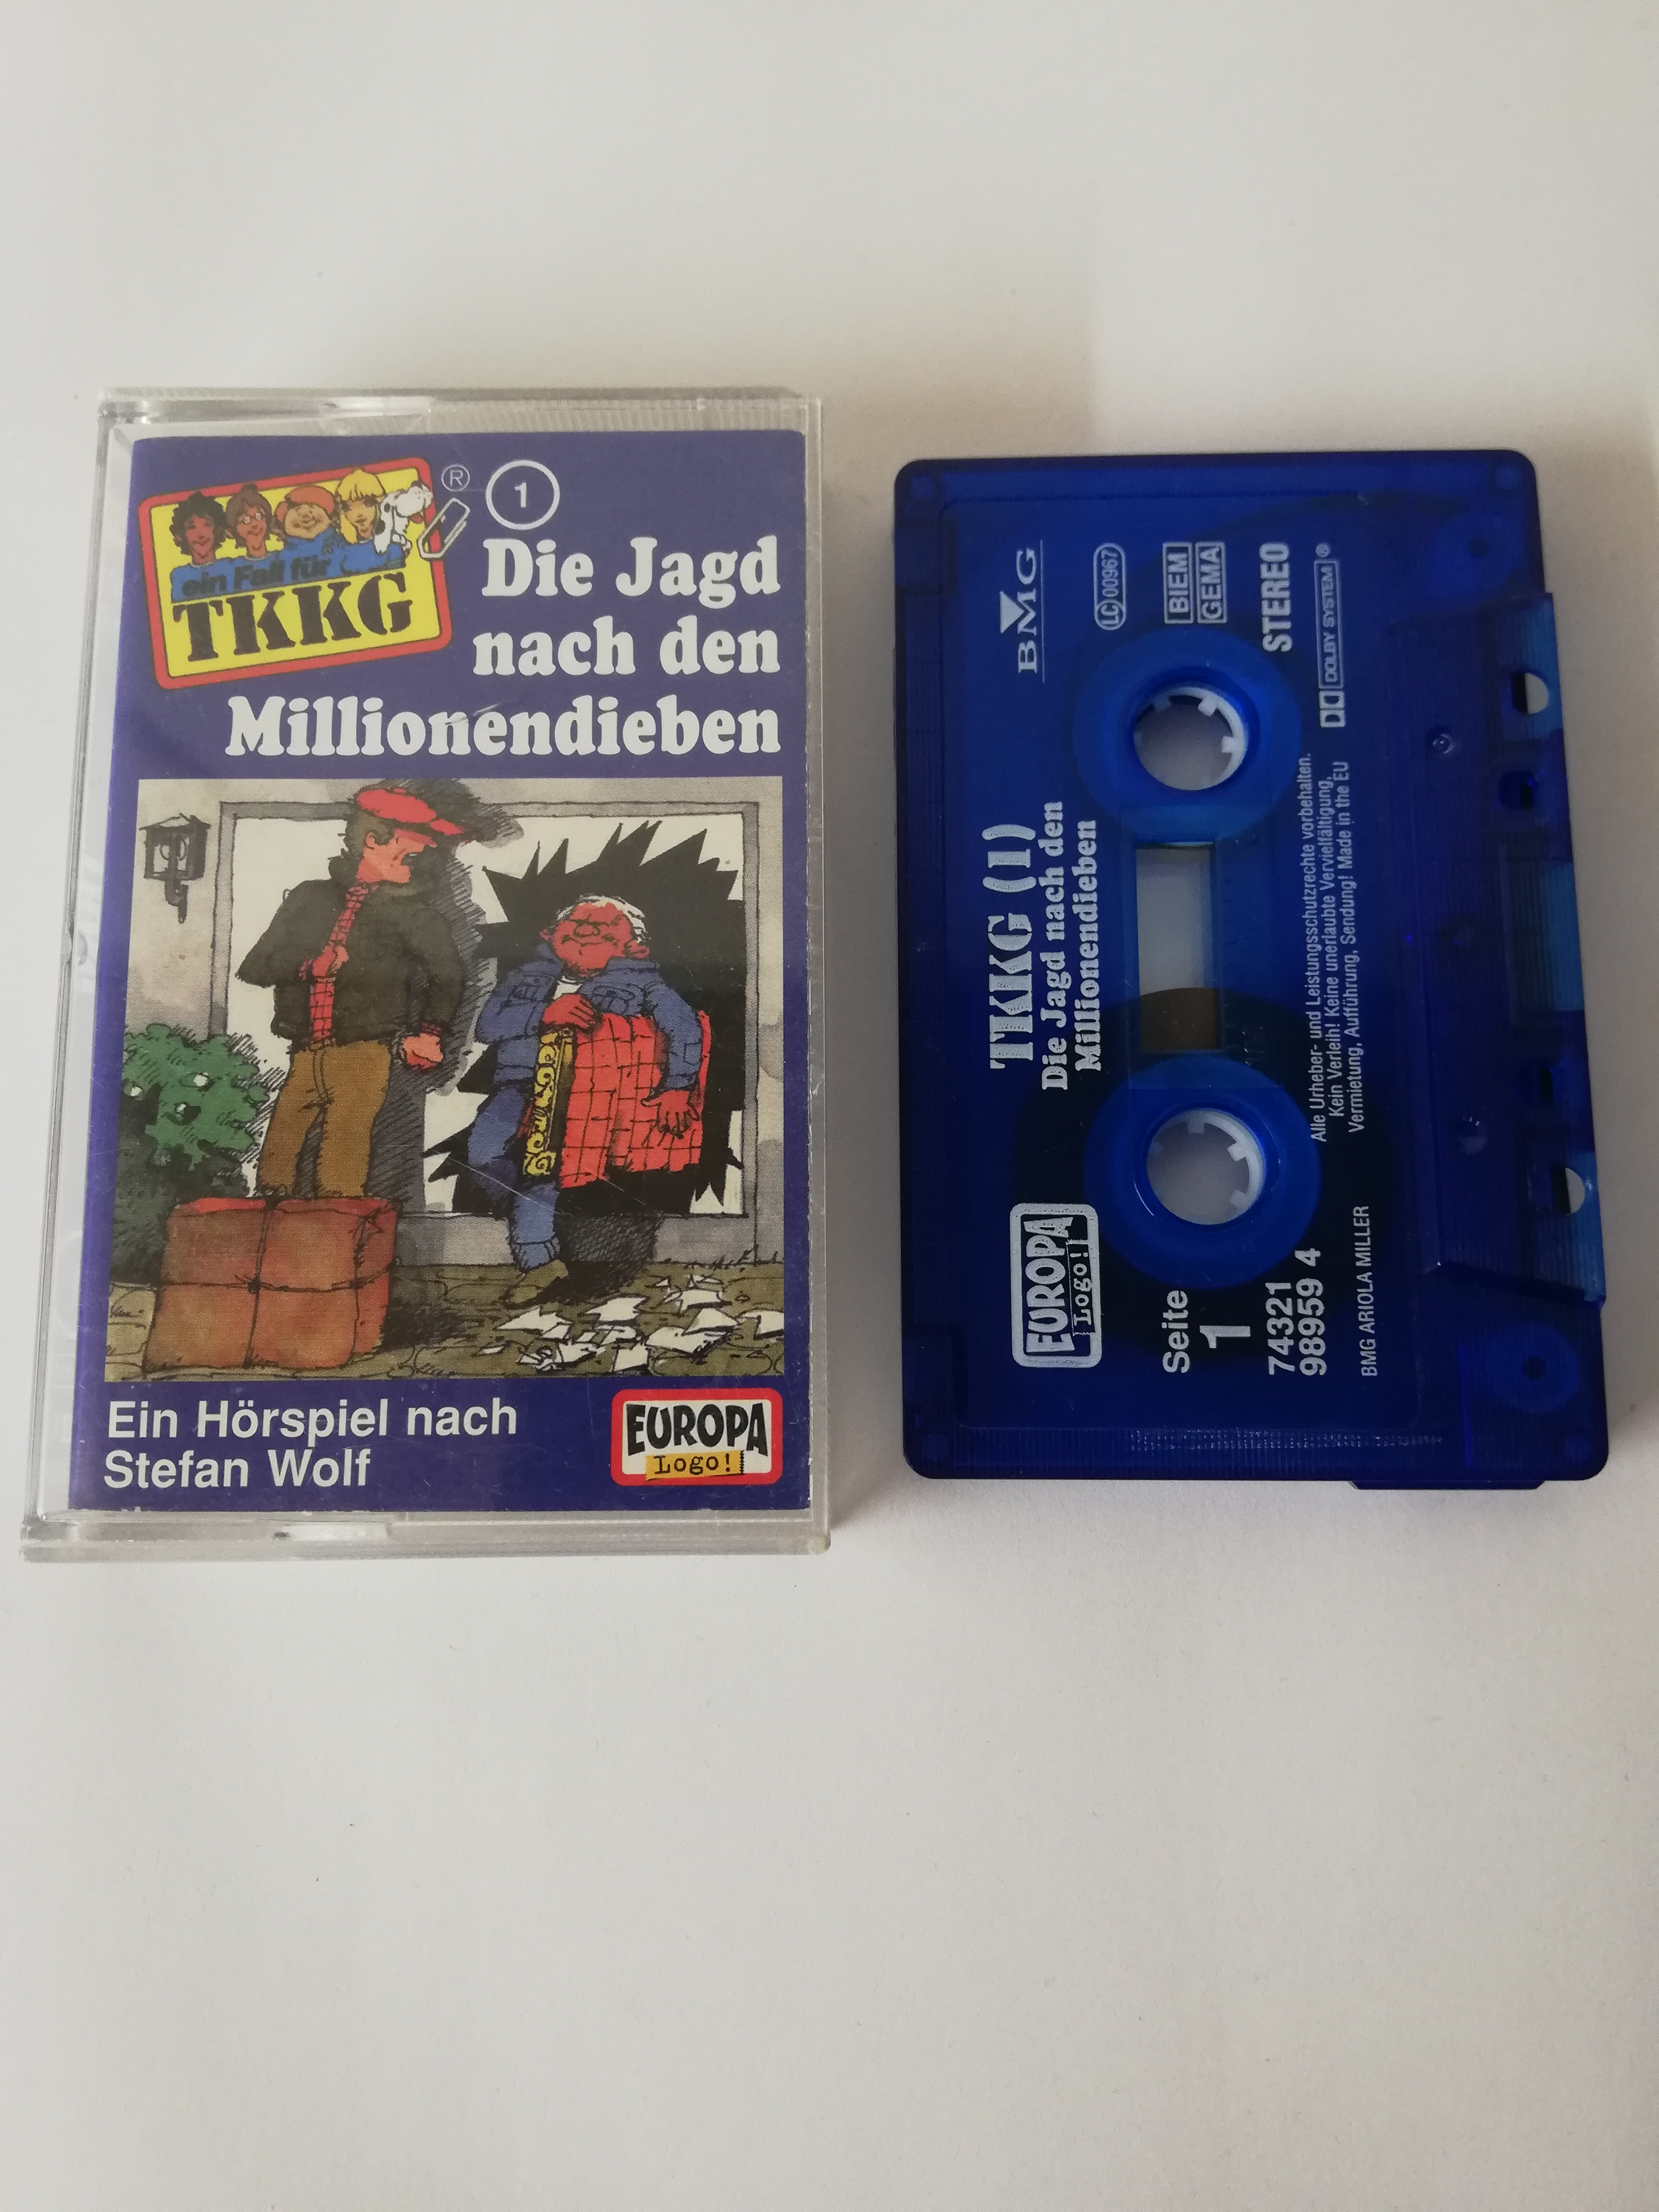 ein Fall für
TKKG
®
1
Die Jagd
nach den
Millionendieben
Ein Hörspiel nach
Stefan Wolf
EUROPA
Logo!
EUROPA
Logo!
TKKG (1)
Die Jagd nach den
Millionendieben
BMG
LC 00967
BIEM
GEMA
STEREO
DOLBY SYSTEM ®
Seite
1
74321
98959 4
BMG ARIOLA MILLER
Alle Urheber- und Leistungsschutzrechte vorbehalten.
Kein Verleih! Keine unerlaubte Vervielfältigung,
Vermietung, Aufführung, Sendung! Made in the EU